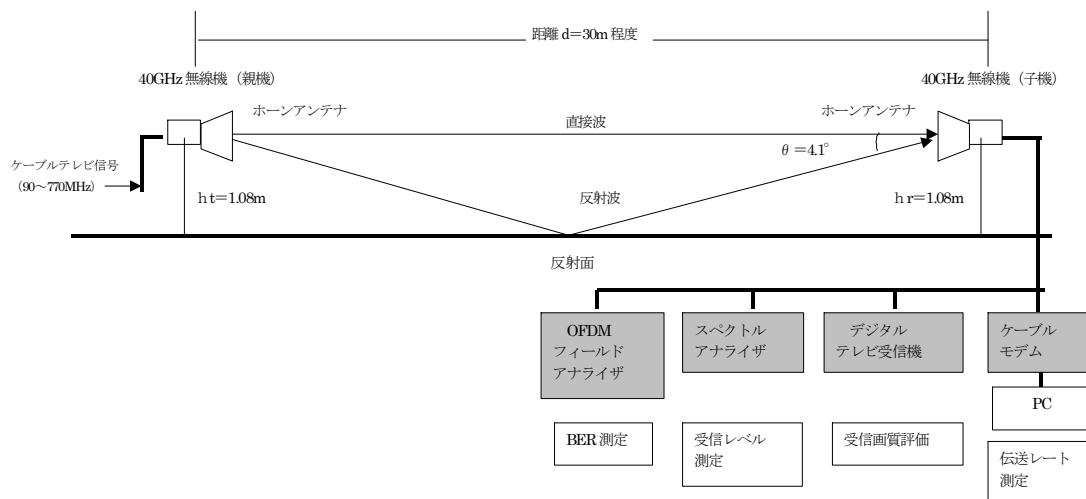 距離 d＝30m 程度
40GHz 無線機（親機）
40GHz 無線機（子機）
ホーンアンテナ
ホーンアンテナ
直接波
θ＝4.1°
ケーブルテレビ信号
（90～770MHz）
ｈt＝1.08m
反射波
ｈr＝1.08m
反射面
OFDM
フィールド
アナライザ
スペクトル
アナライザ
デジタル
テレビ受信機
ケーブル
モデム
PC
BER 測定
受信レベル
測定
受信画質評価
伝送レート
測定